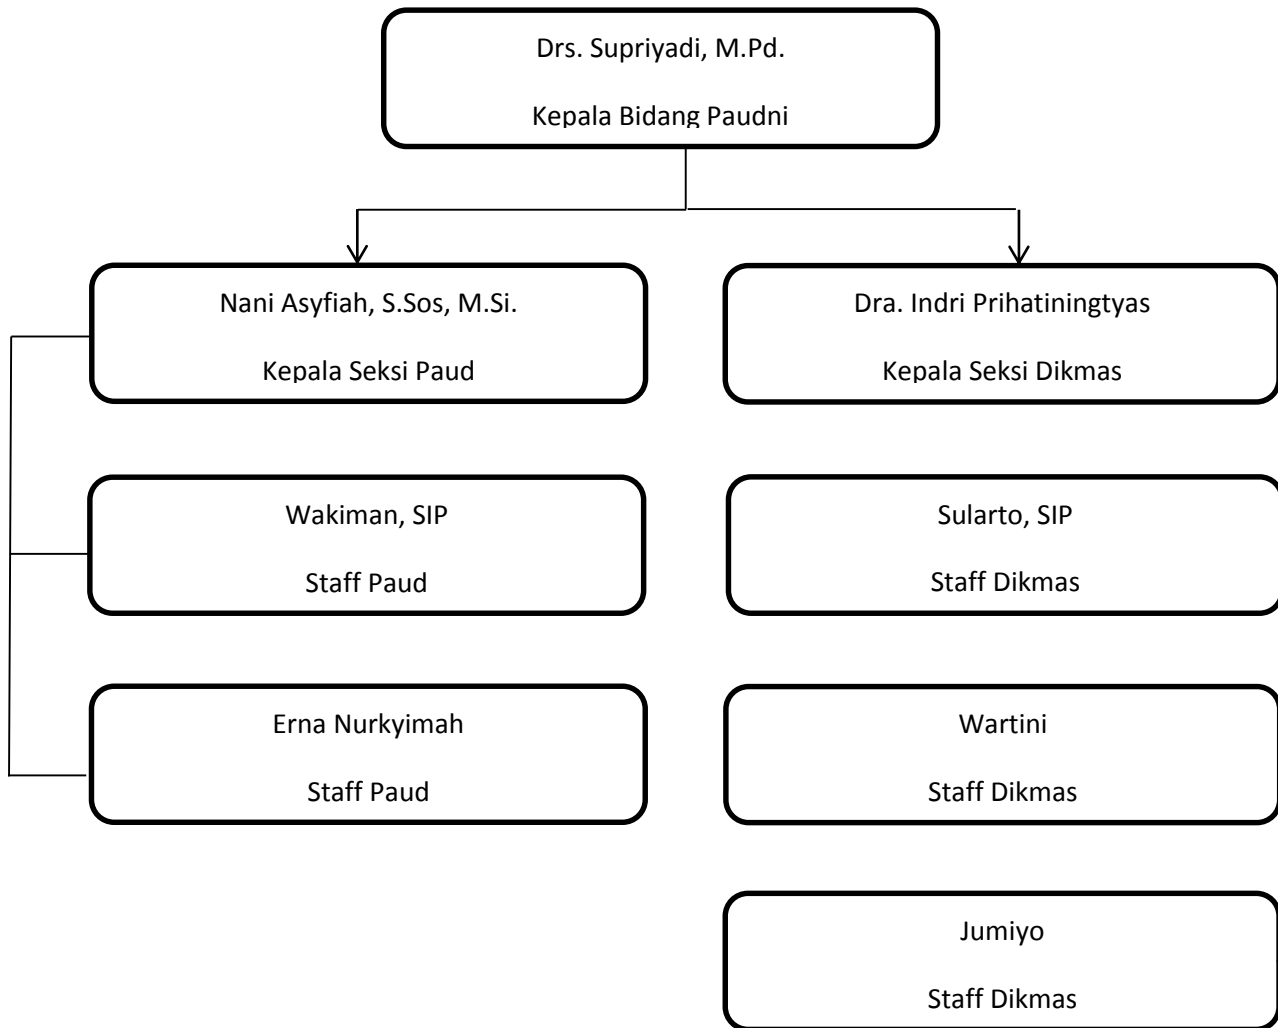 Drs. Supriyadi, M.Pd.
Kepala Bidang Paudni
Nani Asyfiah, S.Sos, M.Si.
Kepala Seksi Paud
Dra. Indri Prihatiningtyas
Kepala Seksi Dikmas
Wakiman, SIP
Staff Paud
Sularto, SIP
Staff Dikmas
Erna Nurkyimah
Staff Paud
Wartini
Staff Dikmas
Jumiyo
Staff Dikmas